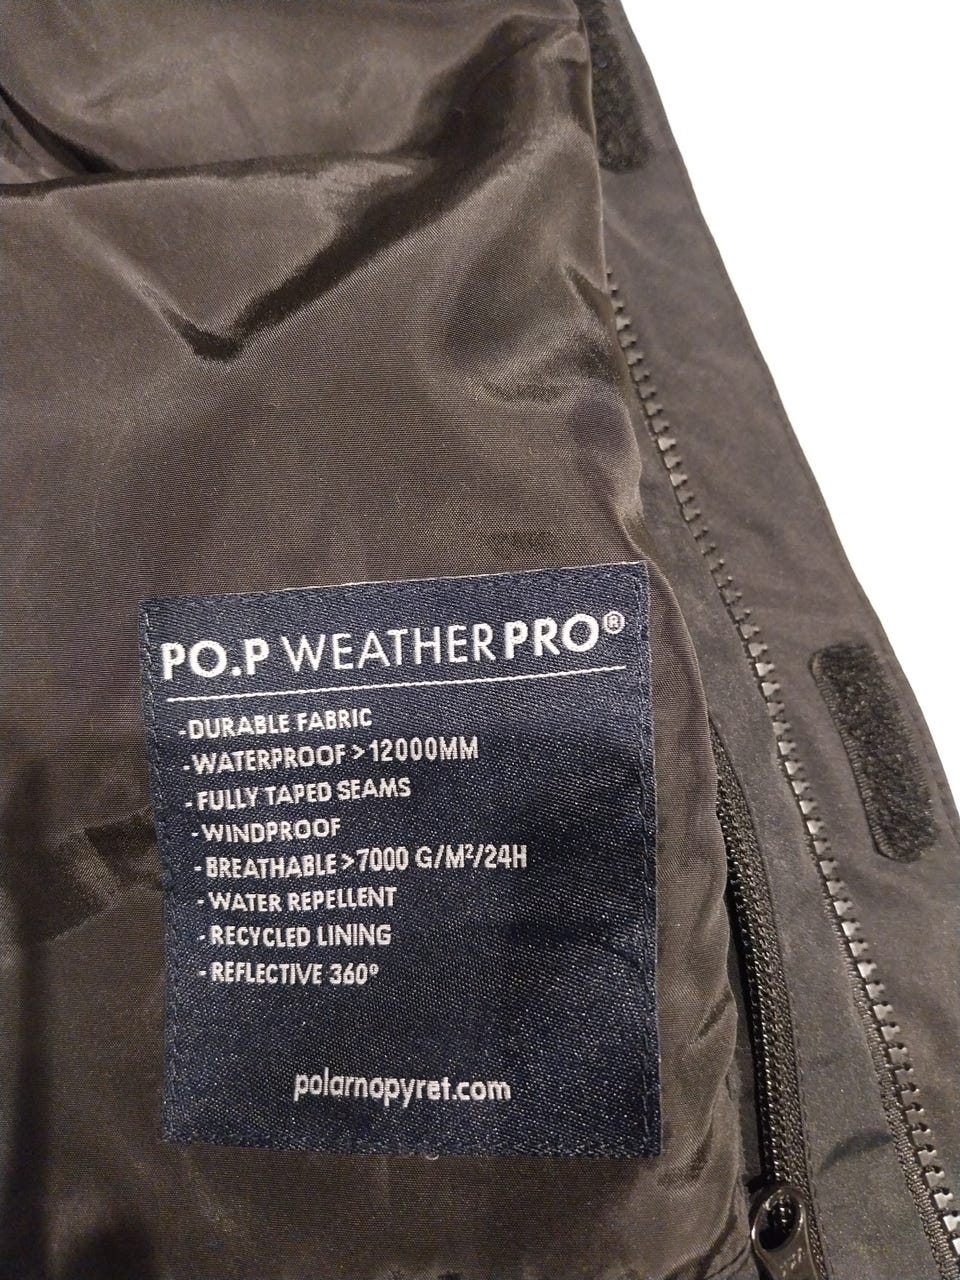 PO.P WEATHERPRO®
-DURABLE FABRIC
-WATERPROOF>12000MM
-FULLY TAPED SEAMS
-WINDPROOF
-BREATHABLE>7000 G/M²/24H
-WATER REPELLENT
-RECYCLED LINING
-REFLECTIVE 360°
polarnopyret.com